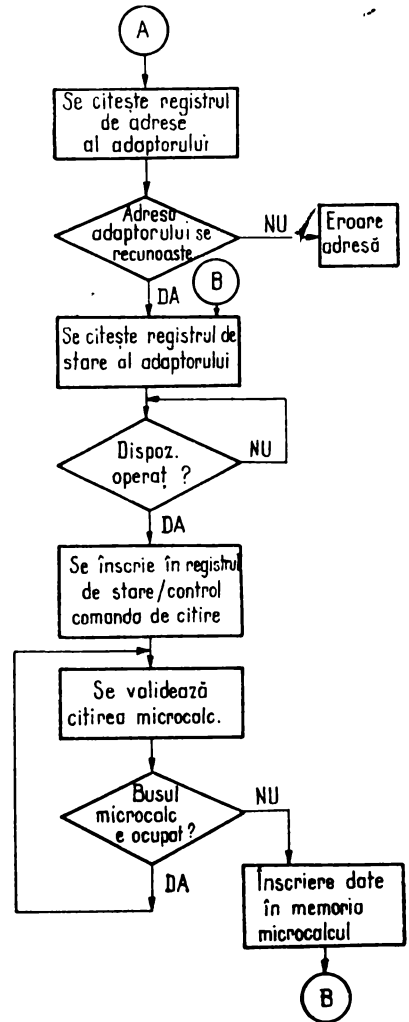 A
Se citește registrul
de adrese
al adaptorului
Adresa
adaptorului se
recunoaște
NU
Eroare
adresă
DA
B
Se citește registrul de
stare al adaptorului
Dispoz.
operaț ?
NU
DA
Se înscrie în registrul
de stare/control
comanda de citire
Se validează
citirea microcalc.
Busul
microcalc
e ocupat?
NU
DA
Inscriere date
în memoria
microcalcul
B